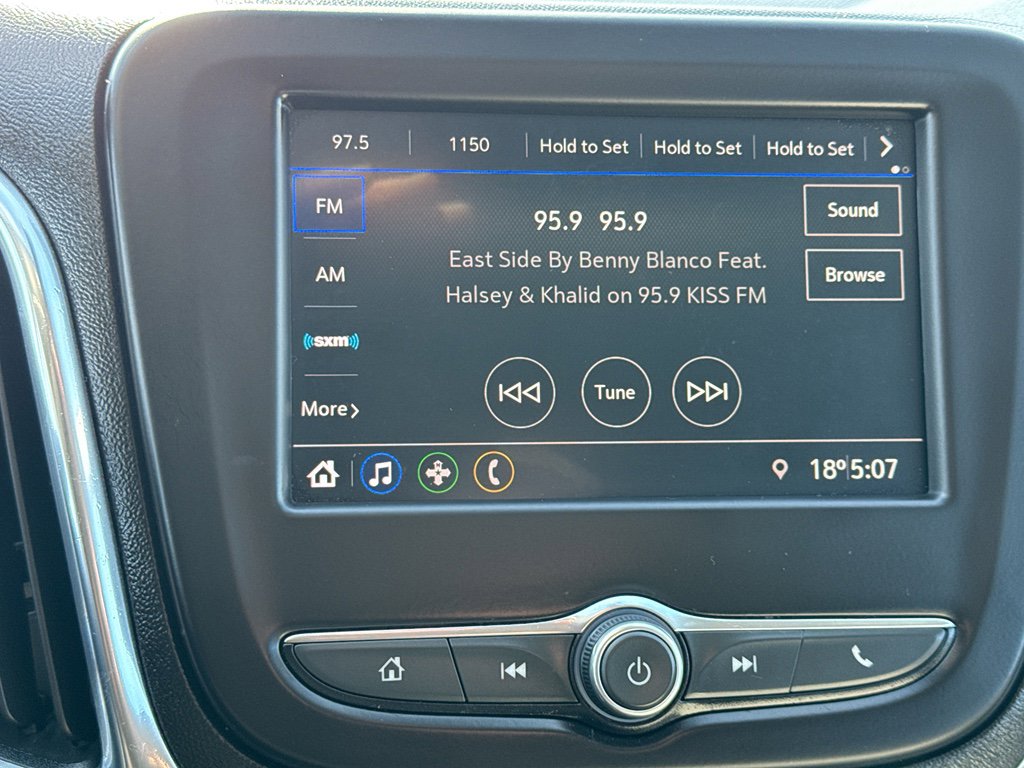 97.5 1150 Hold to Set Hold to Set Hold to Set
FM
95.9 95.9
Sound
East Side By Benny Blanco Feat.
Halsey & Khalid on 95.9 KISS FM
AM
Browse
sxm
More
Tune
18º 5:07